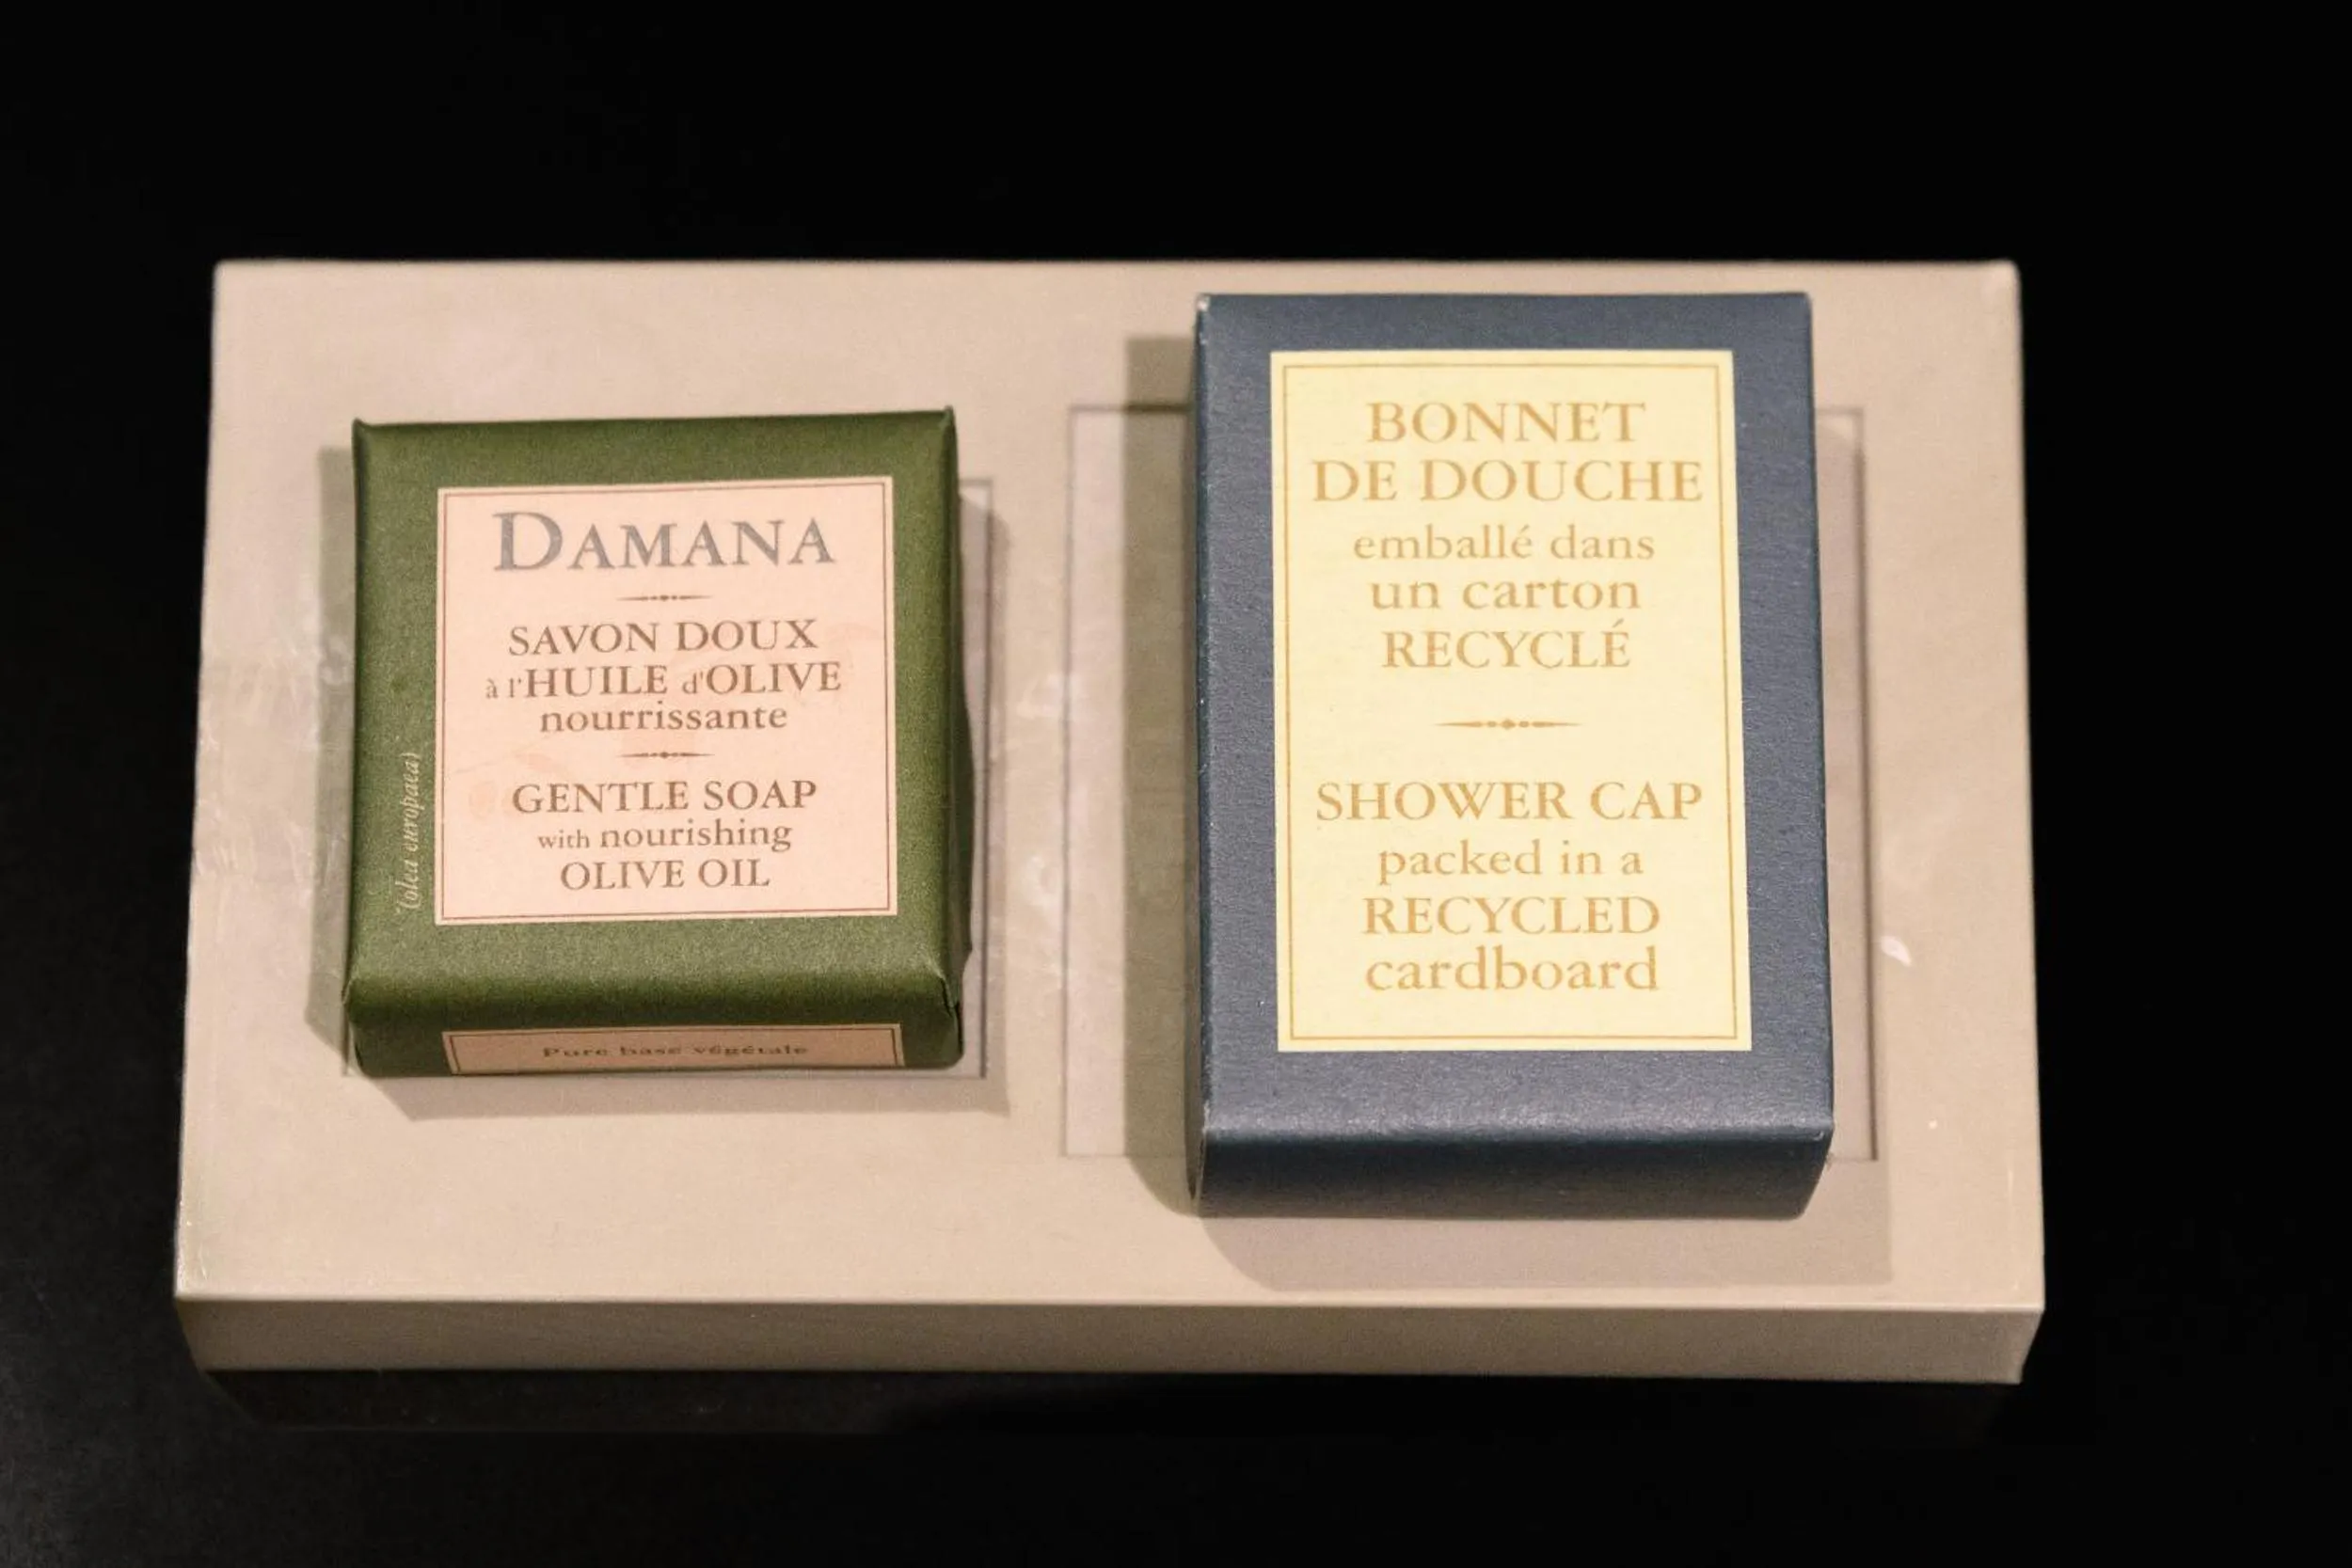 DAMANA
SAVON DOUX
à l'HUILE d'OLIVE
nourrissante
GENTLE SOAP
with nourishing
OLIVE OIL
(olea europaea)
Pure base végétale
BONNET
DE DOUCHE
emballé dans
un carton
RECYCLÉ
SHOWER CAP
packed in a
RECYCLED
cardboard